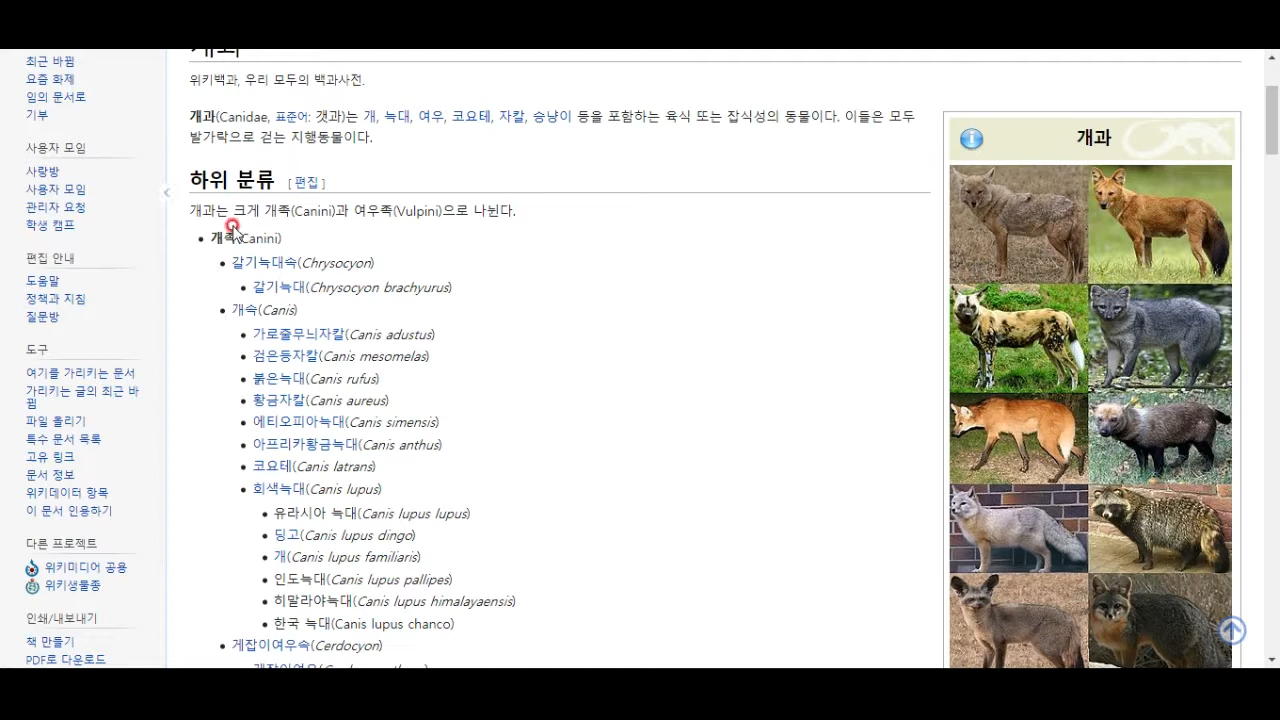 개과
위키백과, 우리 모두의 백과사전.
개과(Canidae, 표준어: 갯과)는 개, 늑대, 여우, 코요테, 자칼, 승냥이 등을 포함하는 육식 또는 잡식성의 동물이다. 이들은 모두
발가락으로 걷는 지행동물이다.
하위 분류 [편집]
개과는 크게 개족(Canini)과 여우족(Vulpini)으로 나뉜다.
개족(Canini)
갈기늑대속(Chrysocyon)
갈기늑대(Chrysocyon brachyurus)
개속(Canis)
가로줄무늬자칼(Canis adustus)
검은등자칼(Canis mesomelas)
붉은늑대(Canis rufus)
황금자칼(Canis aureus)
에티오피아늑대(Canis simensis)
아프리카황금늑대(Canis anthus)
코요테(Canis latrans)
회색늑대(Canis lupus)
유라시아 늑대(Canis lupus lupus)
딩고(Canis lupus dingo)
개(Canis lupus familiaris)
인도늑대(Canis lupus pallipes)
히말라야늑대(Canis lupus himalayaensis)
한국 늑대(Canis lupus chanco)
게잡이여우속(Cerdocyon)
최근 바뀜
요즘 화제
임의 문서로
기부
사용자 모임
사랑방
사용자 모임
관리자 요청
학생 캠프
편집 안내
도움말
정책과 지침
질문방
도구
여기를 가리키는 문서
가리키는 글의 최근 바
뀜
파일 올리기
특수 문서 목록
고유 링크
문서 정보
위키데이터 항목
이 문서 인용하기
다른 프로젝트
위키미디어 공용
위키생물종
인쇄/내보내기
책 만들기
PDF로 다운로드
개과